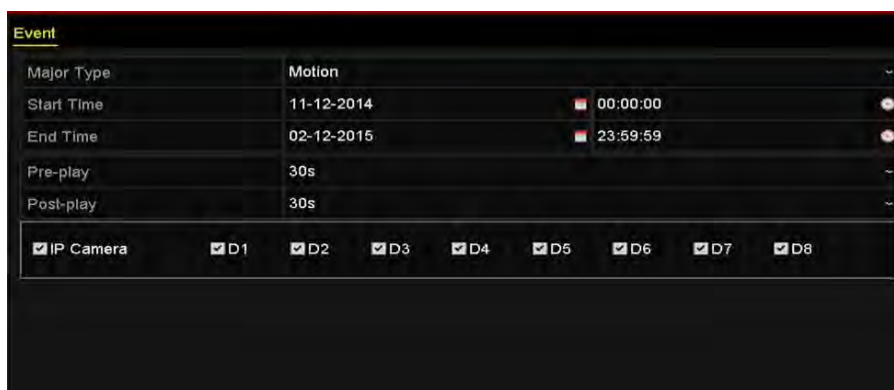 Event
Major Type Motion
Start Time 11-12-2014 00:00:00
End Time 02-12-2015 23:59:59
Pre-play 30s
Post-play 30s
IP Camera D1 D2 D3 D4 D5 D6 D7 D8